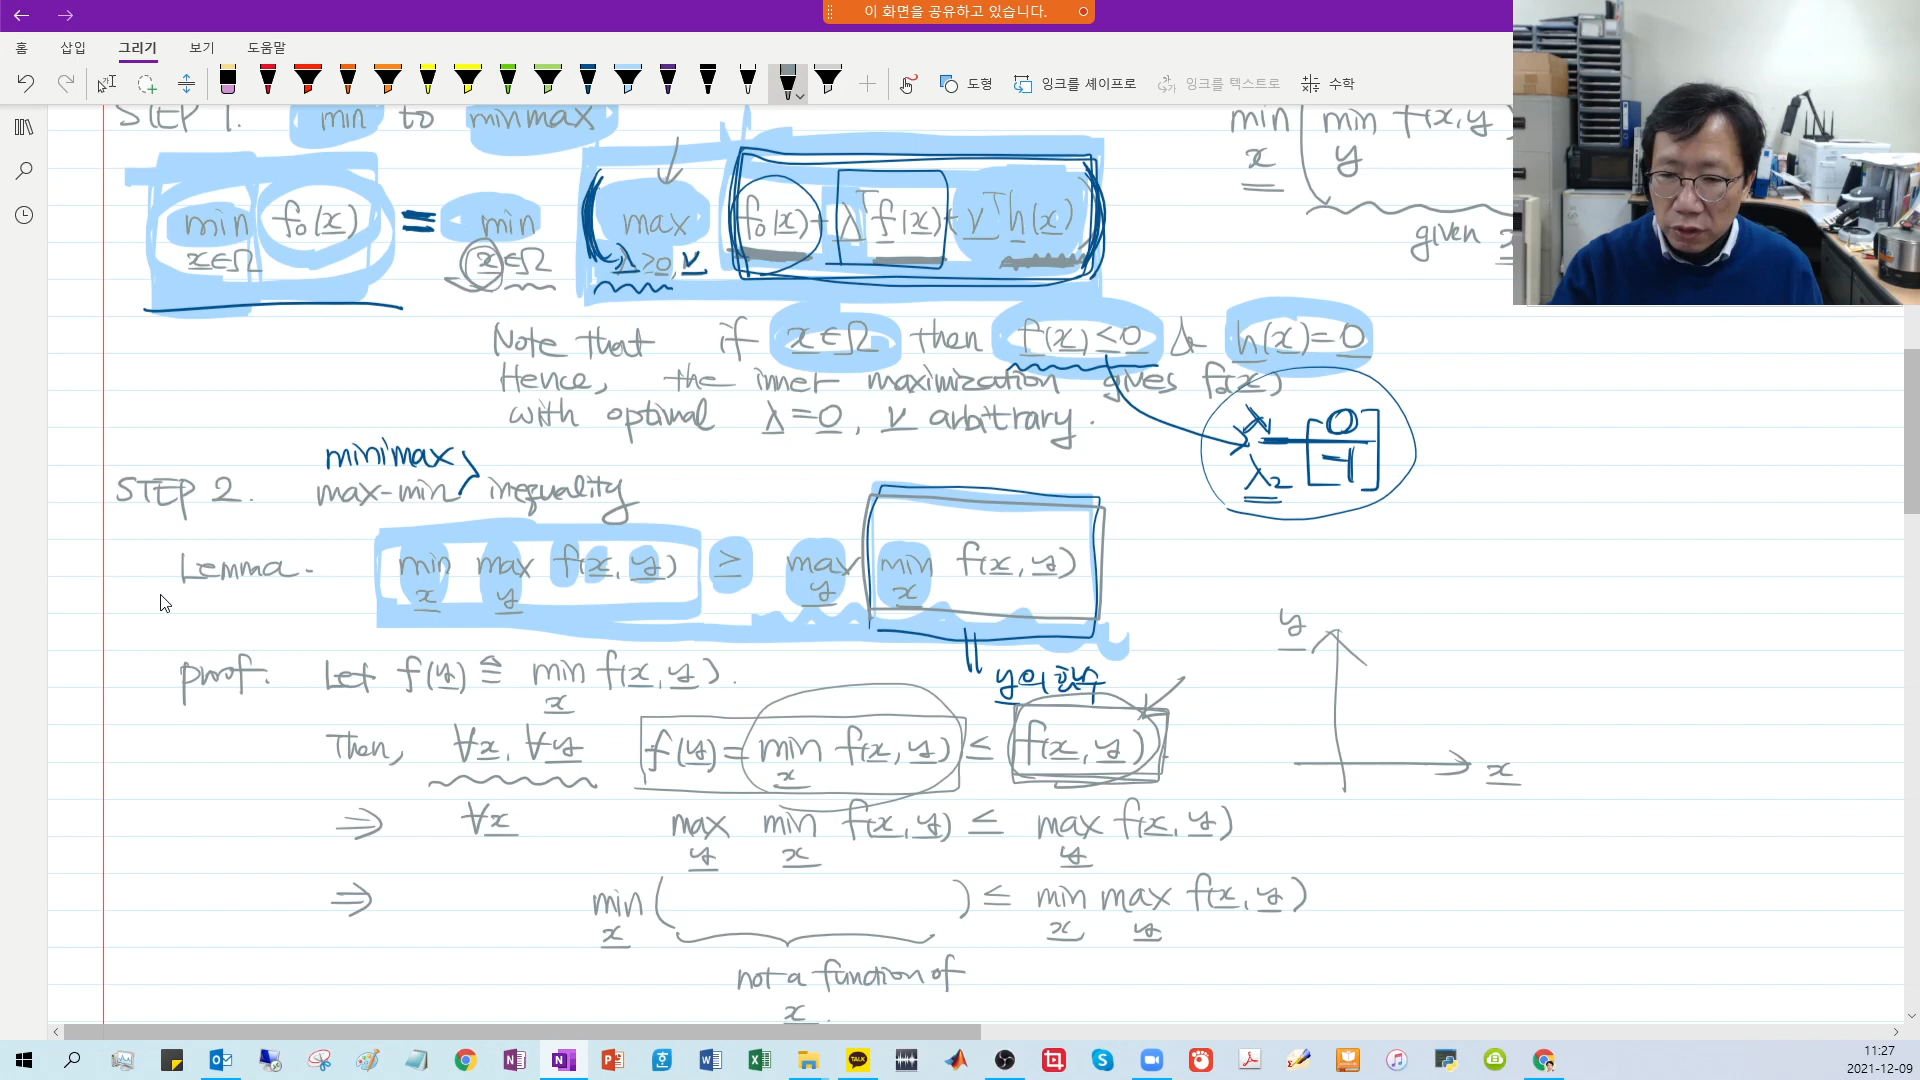 이 화면을 공유하고 있습니다.
홈 삽입 그리기 보기 도움말
도형 잉크를 셰이프로 잉크를 텍스트로 수학
STEP 1. min to minmax
min f(x,y)
x y
min f₀(x) = min ( max f₀(x)+λᵀf(x)+νᵀh(x) )
x∈Ω x∈Ω λ≥0, ν
given
Note that if x∈Ω then f(x)≤0 & h(x)=0
Hence, the inner maximization gives f₀(x)
with optimal λ=0, ν arbitrary.
λ₁ 0
λ₂ -1
minimax
STEP 2. max-min inequality
Lemma. min max f(x,y) ≥ max min f(x,y)
x y y x
y의 함수
proof. Let f(y) ≜ min f(x,y).
x
Then, ∀x, ∀y f(y) = min f(x,y) ≤ f(x,y).
x
⇒ ∀x max min f(x,y) ≤ max f(x,y)
y x y
⇒ min ( ) ≤ min max f(x,y)
x x y
not a function of
x.
y
x
11:27
2021-12-09